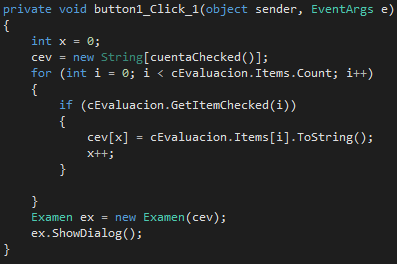 private void button1_Click_1(object sender, EventArgs e)
{
    int x = 0;
    cev = new String[cuentaChecked()];
    for (int i = 0; i < cEvaluacion.Items.Count; i++)
    {
        if (cEvaluacion.GetItemChecked(i))
        {
            cev[x] = cEvaluacion.Items[i].ToString();
            x++;
        }

    }
    Examen ex = new Examen(cev);
    ex.ShowDialog();
}